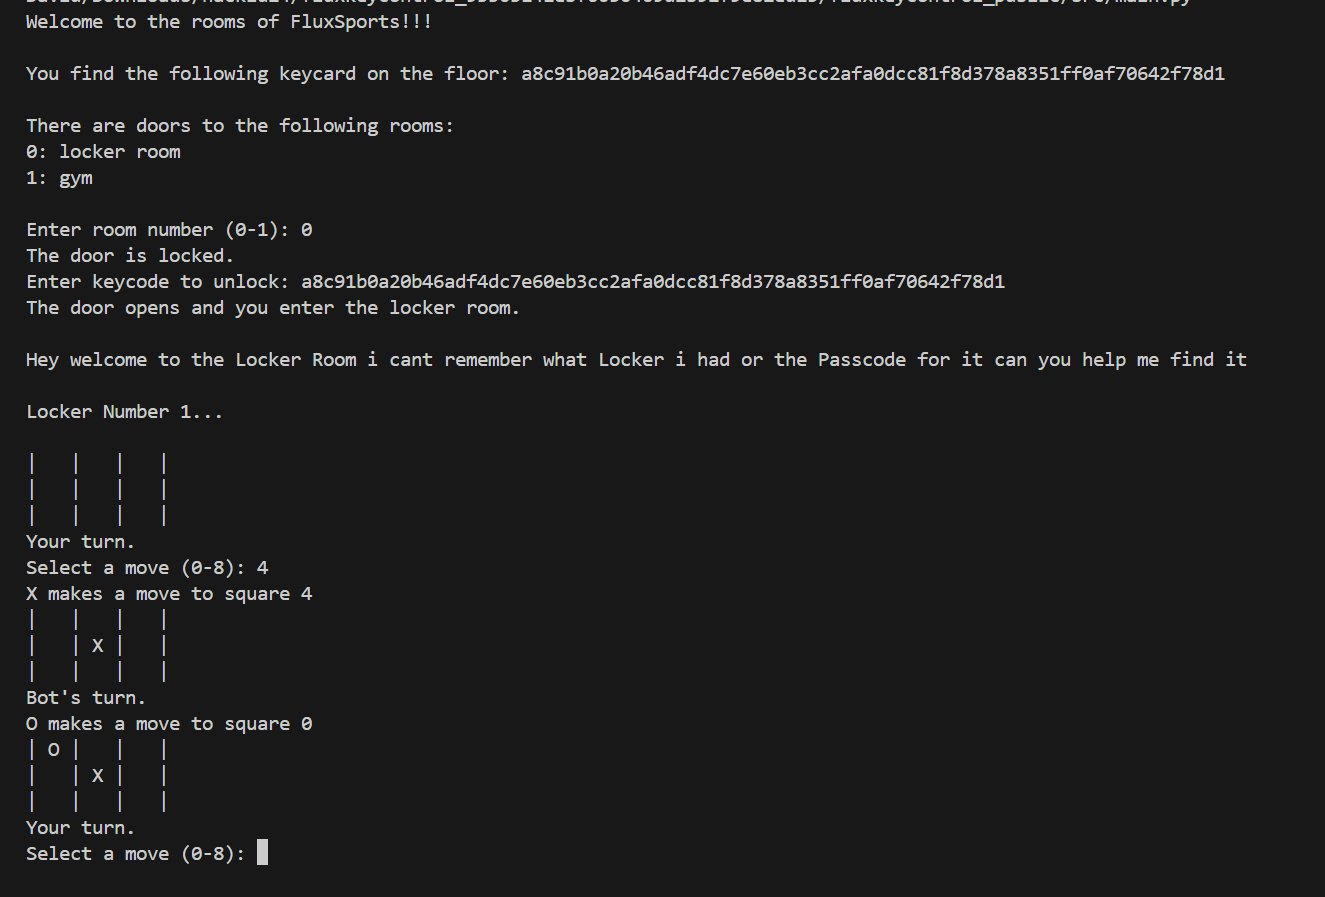 Welcome to the rooms of FluxSports!!!
You find the following keycard on the floor: a8c91b0a20b46adf4dc7e60eb3cc2afa0dcc81f8d378a8351ff0af70642f78d1
There are doors to the following rooms:
0: locker room
1: gym
Enter room number (0-1): 0
The door is locked.
Enter keycode to unlock: a8c91b0a20b46adf4dc7e60eb3cc2afa0dcc81f8d378a8351ff0af70642f78d1
The door opens and you enter the locker room.
Hey welcome to the Locker Room i cant remember what Locker i had or the Passcode for it can you help me find it
Locker Number 1...
|   |   |   |
|   |   |   |
|   |   |   |
Your turn.
Select a move (0-8): 4
X makes a move to square 4
|   |   |   |
|   | X |   |
|   |   |   |
Bot's turn.
O makes a move to square 0
| O |   |   |
|   | X |   |
|   |   |   |
Your turn.
Select a move (0-8):